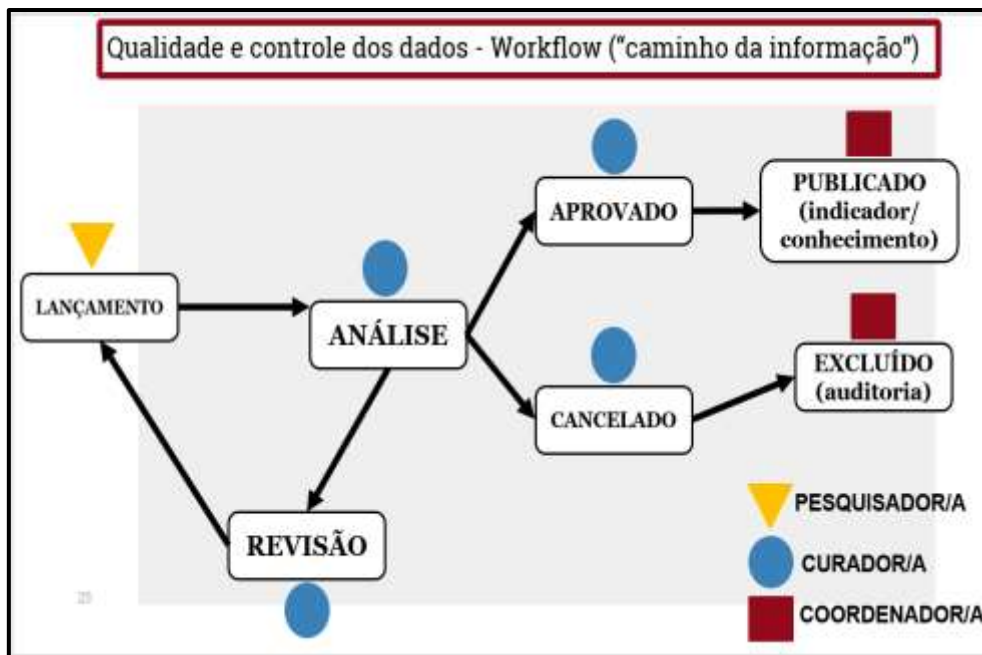 Qualidade e controle dos dados - Workflow ("caminho da informação")
APROVADO
PUBLICADO
(indicador/
conhecimento)
LANÇAMENTO
ANÁLISE
EXCLUÍDO
(auditoria)
CANCELADO
REVISÃO
PESQUISADOR/A
CURADOR/A
COORDENADOR/A